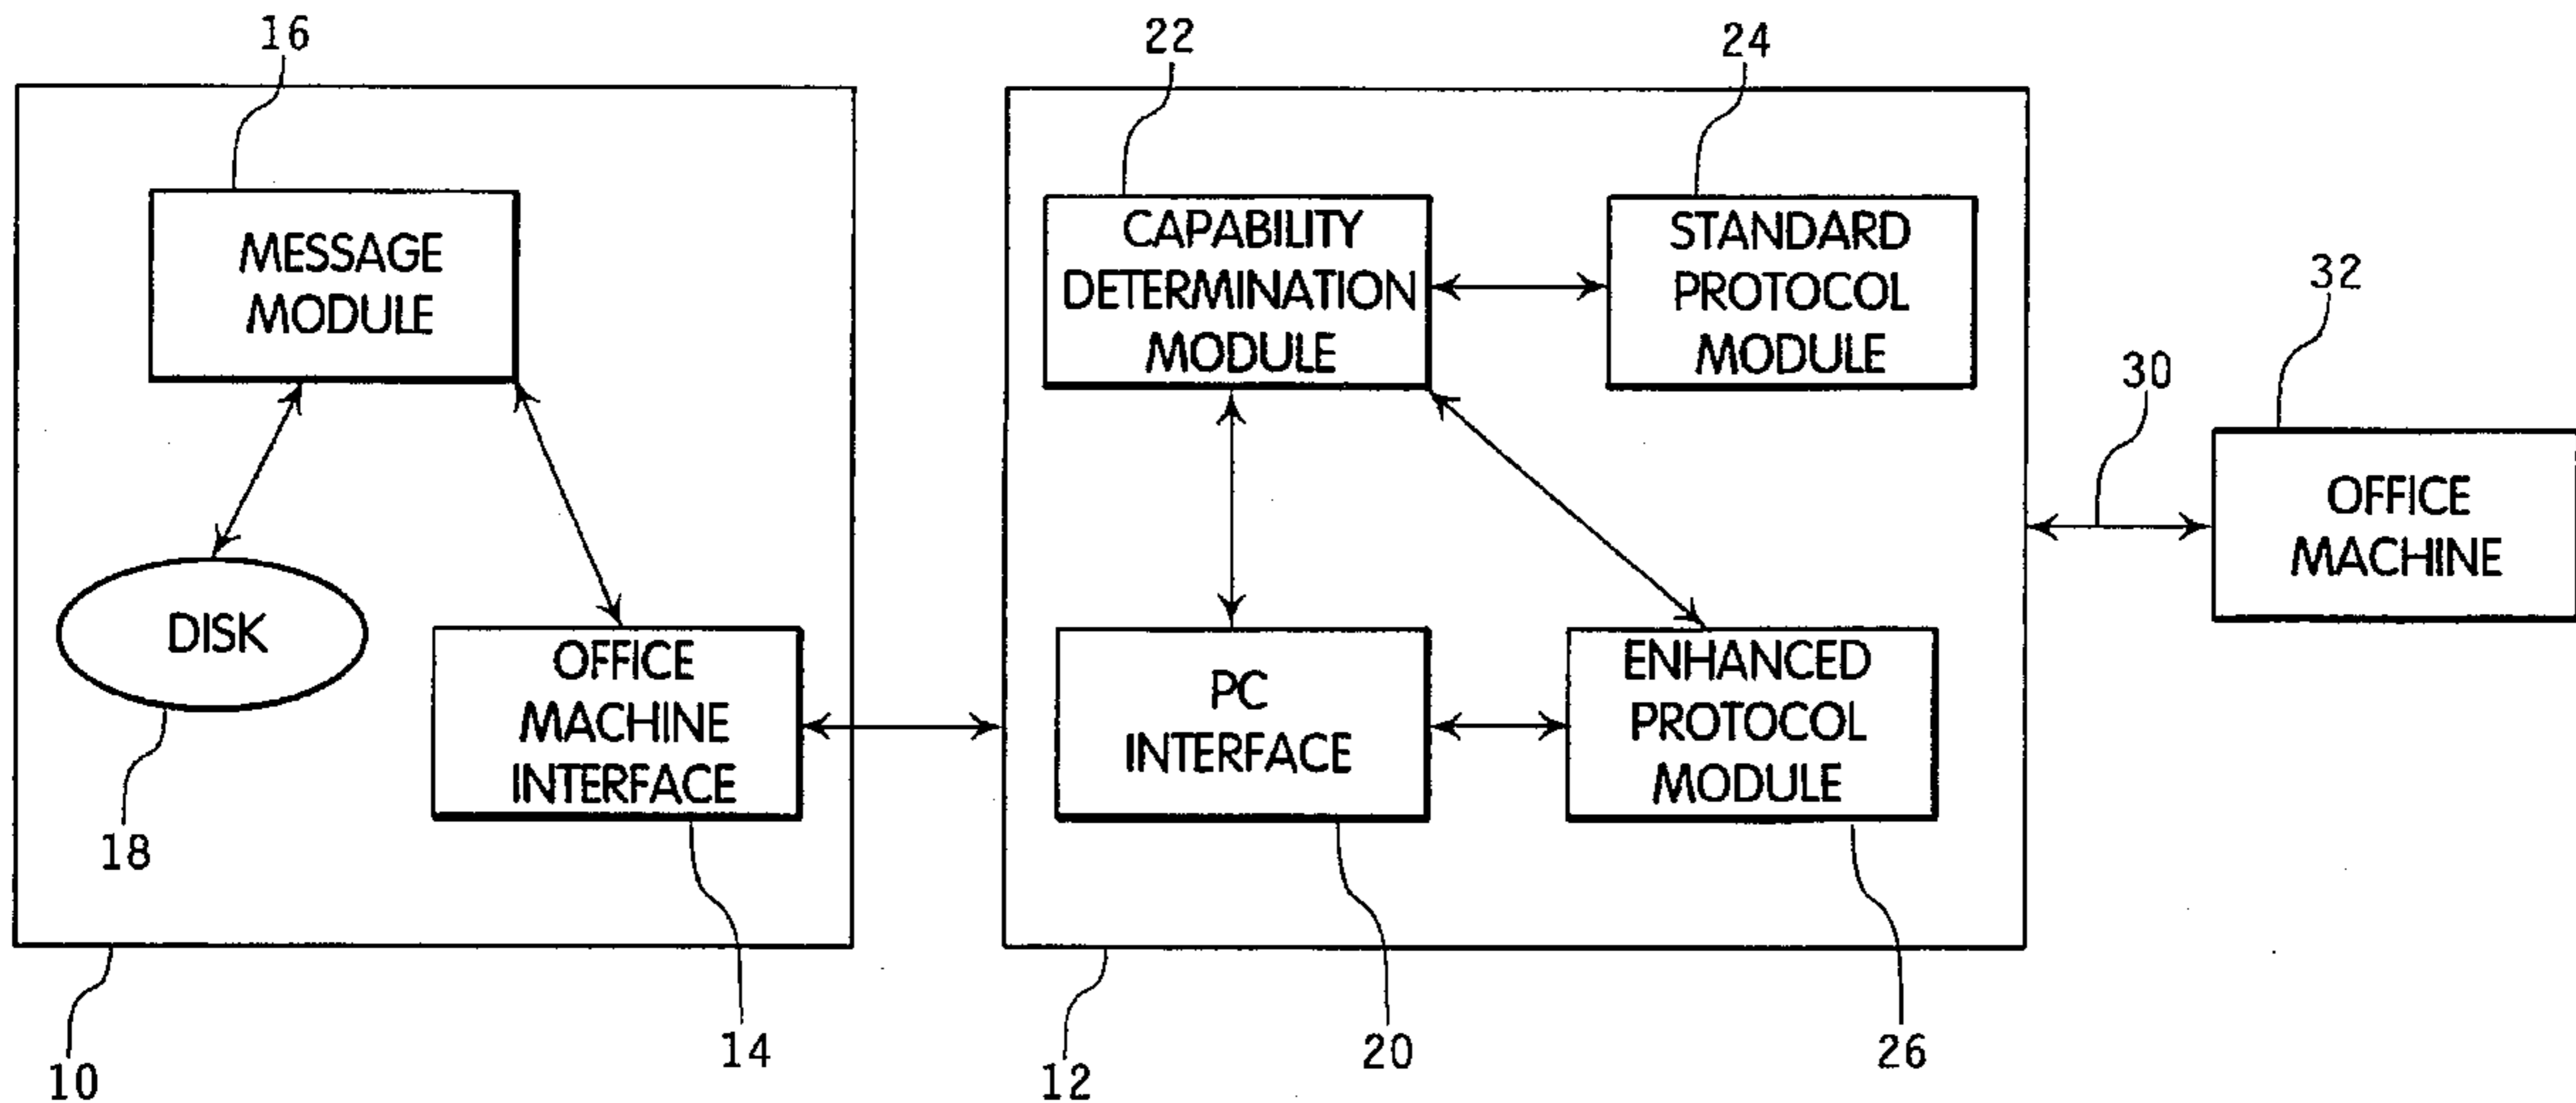 16
22
24
MESSAGE
MODULE
CAPABILITY
DETERMINATION
MODULE
STANDARD
PROTOCOL
MODULE
32
30
OFFICE
MACHINE
DISK
OFFICE
MACHINE
INTERFACE
PC
INTERFACE
ENHANCED
PROTOCOL
MODULE
18
14
20
26
10
12